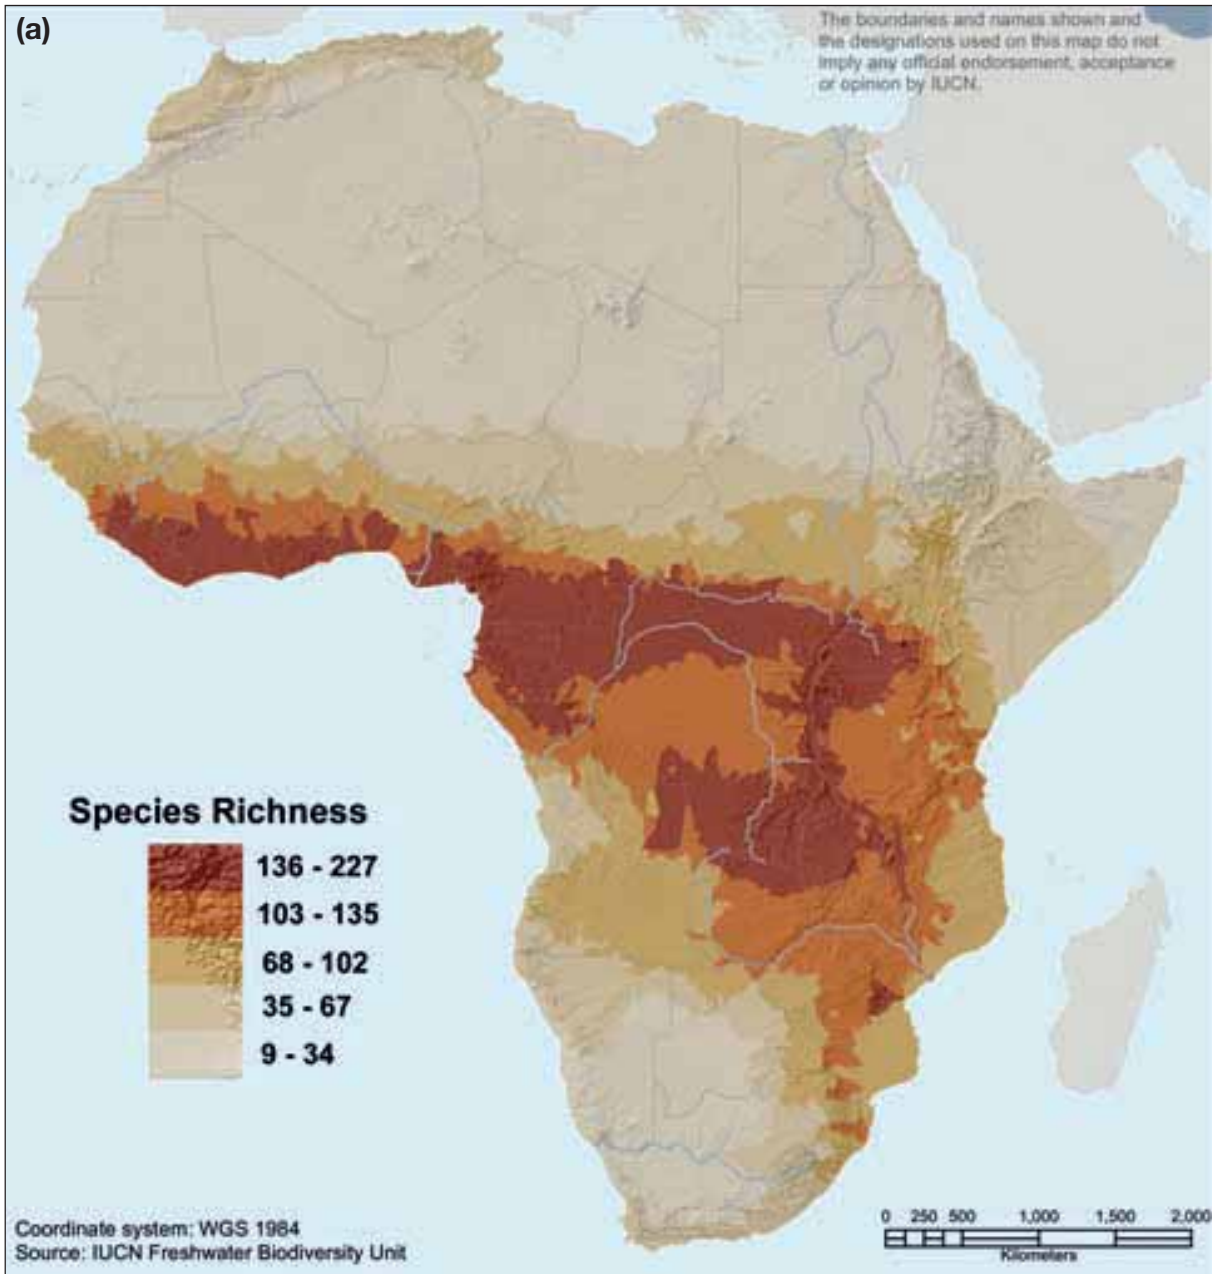 (a)
The boundaries and names shown and
the designations used on this map do not
imply any official endorsement, acceptance
or opinion by IUCN.
Species Richness
136 - 227
103 - 135
68 - 102
35 - 67
9 - 34
Coordinate system: WGS 1984
Source: IUCN Freshwater Biodiversity Unit
0 250 500 1,000 1,500 2,000
Kilometers